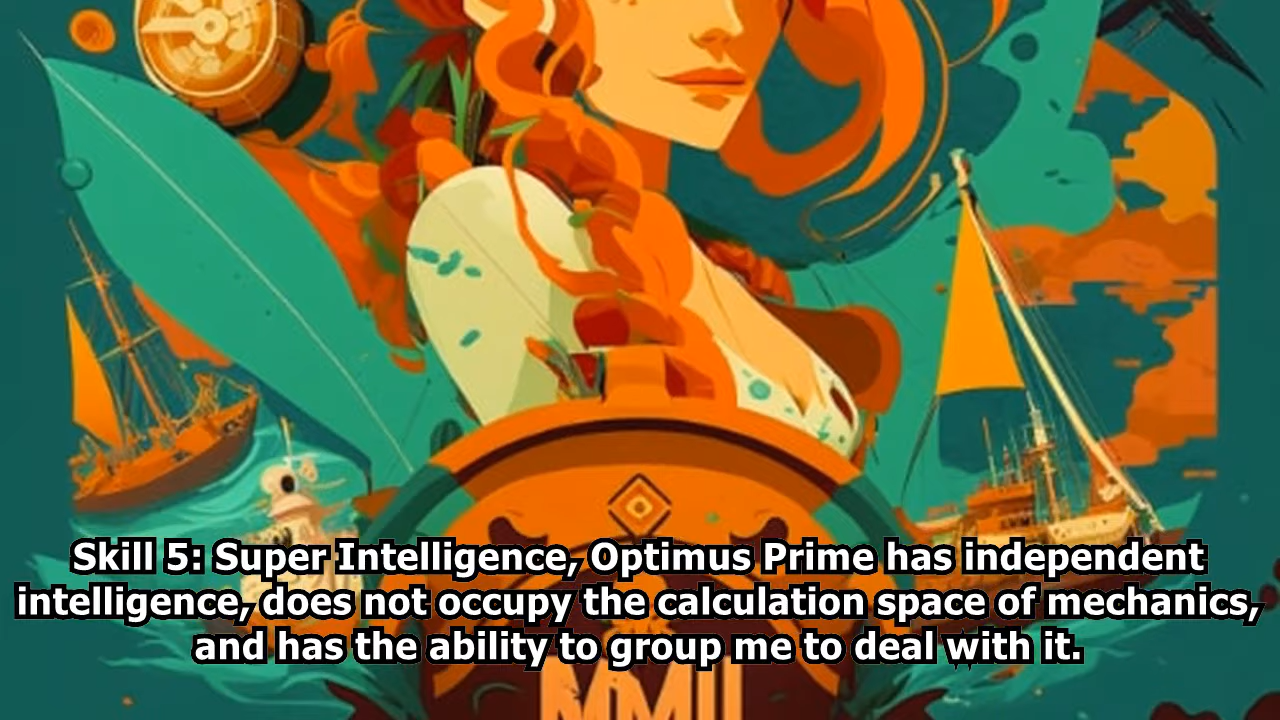 Skill 5: Super Intelligence, Optimus Prime has independent
intelligence, does not occupy the calculation space of mechanics,
and has the ability to group me to deal with it.